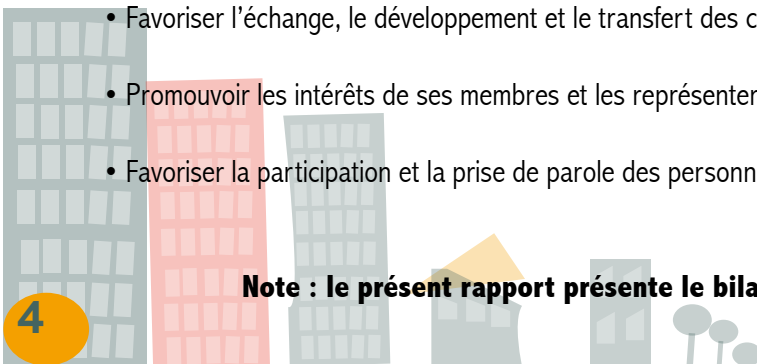 • Favoriser l’échange, le développement et le transfert des c
• Promouvoir les intérêts de ses membres et les représenter
• Favoriser la participation et la prise de parole des personn
Note : le présent rapport présente le bila
4